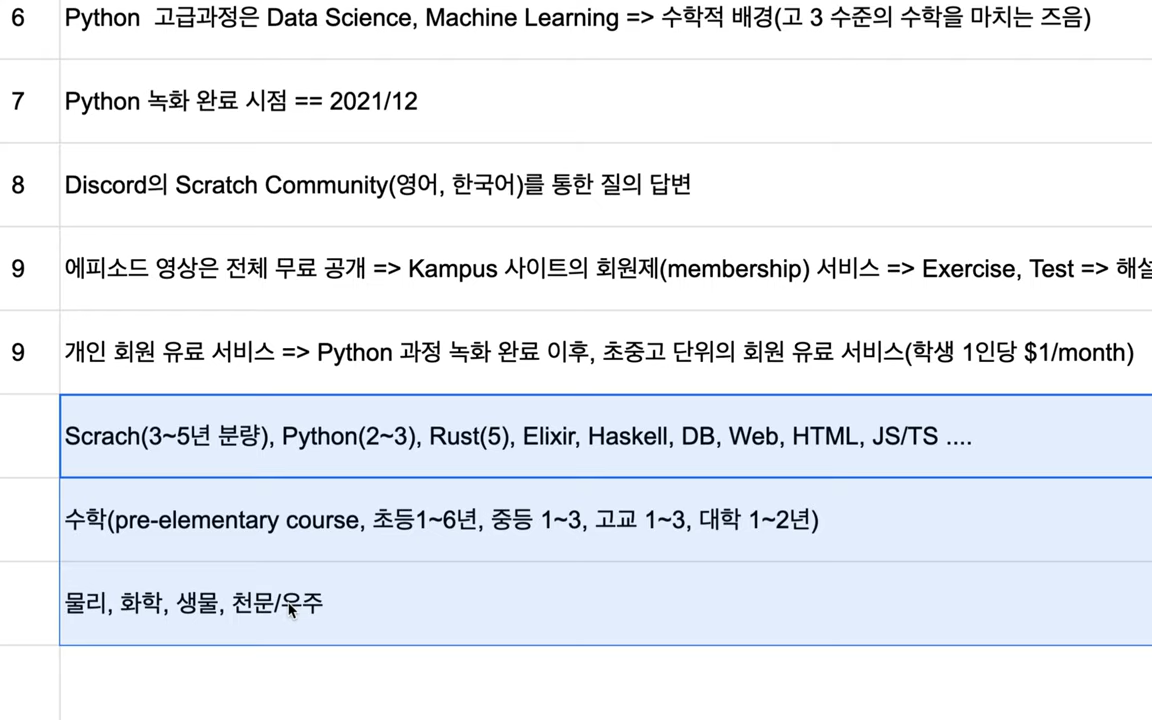 6 Python 고급과정은 Data Science, Machine Learning => 수학적 배경(고 3 수준의 수학을 마치는 즈음)
7 Python 녹화 완료 시점 == 2021/12
8 Discord의 Scratch Community(영어, 한국어)를 통한 질의 답변
9 에피소드 영상은 전체 무료 공개 => Kampus 사이트의 회원제(membership) 서비스 => Exercise, Test => 해설
9 개인 회원 유료 서비스 => Python 과정 녹화 완료 이후, 초중고 단위의 회원 유료 서비스(학생 1인당 $1/month)
Scrach(3~5년 분량), Python(2~3), Rust(5), Elixir, Haskell, DB, Web, HTML, JS/TS ....
수학(pre-elementary course, 초등1~6년, 중등 1~3, 고교 1~3, 대학 1~2년)
물리, 화학, 생물, 천문/우주